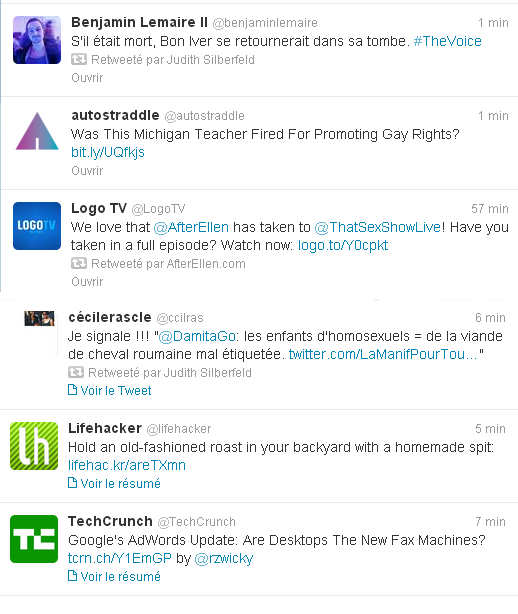 Benjamin Lemaire II @benjaminlemaire 1 min
S'il était mort, Bon Iver se retournerait dans sa tombe. #TheVoice
Retweeté par Judith Silberfeld
Ouvrir
autostraddle @autostraddle 1 min
Was This Michigan Teacher Fired For Promoting Gay Rights?
bit.ly/UQfkjs
Ouvrir
LOGOTV
Logo TV @LogoTV 57 min
We love that @AfterEllen has taken to @ThatSexShowLive! Have you
taken in a full episode? Watch now: logo.to/Y0cpkt
Retweeté par AfterEllen.com
Ouvrir
cécilerascle @ccilras 6 min
Je signale !!! "@DamitaGo: les enfants d'homosexuels = de la viande
de cheval roumaine mal étiquetée. twitter.com/LaManifPourTou…"
Retweeté par Judith Silberfeld
Voir le Tweet
lh
Lifehacker @lifehacker 5 min
Hold an old-fashioned roast in your backyard with a homemade spit:
lifehac.kr/areTXmn
Voir le résumé
TC
TechCrunch @TechCrunch 7 min
Google's AdWords Update: Are Desktops The New Fax Machines?
tcrn.ch/Y1EmGP by @rzwicky
Voir le résumé